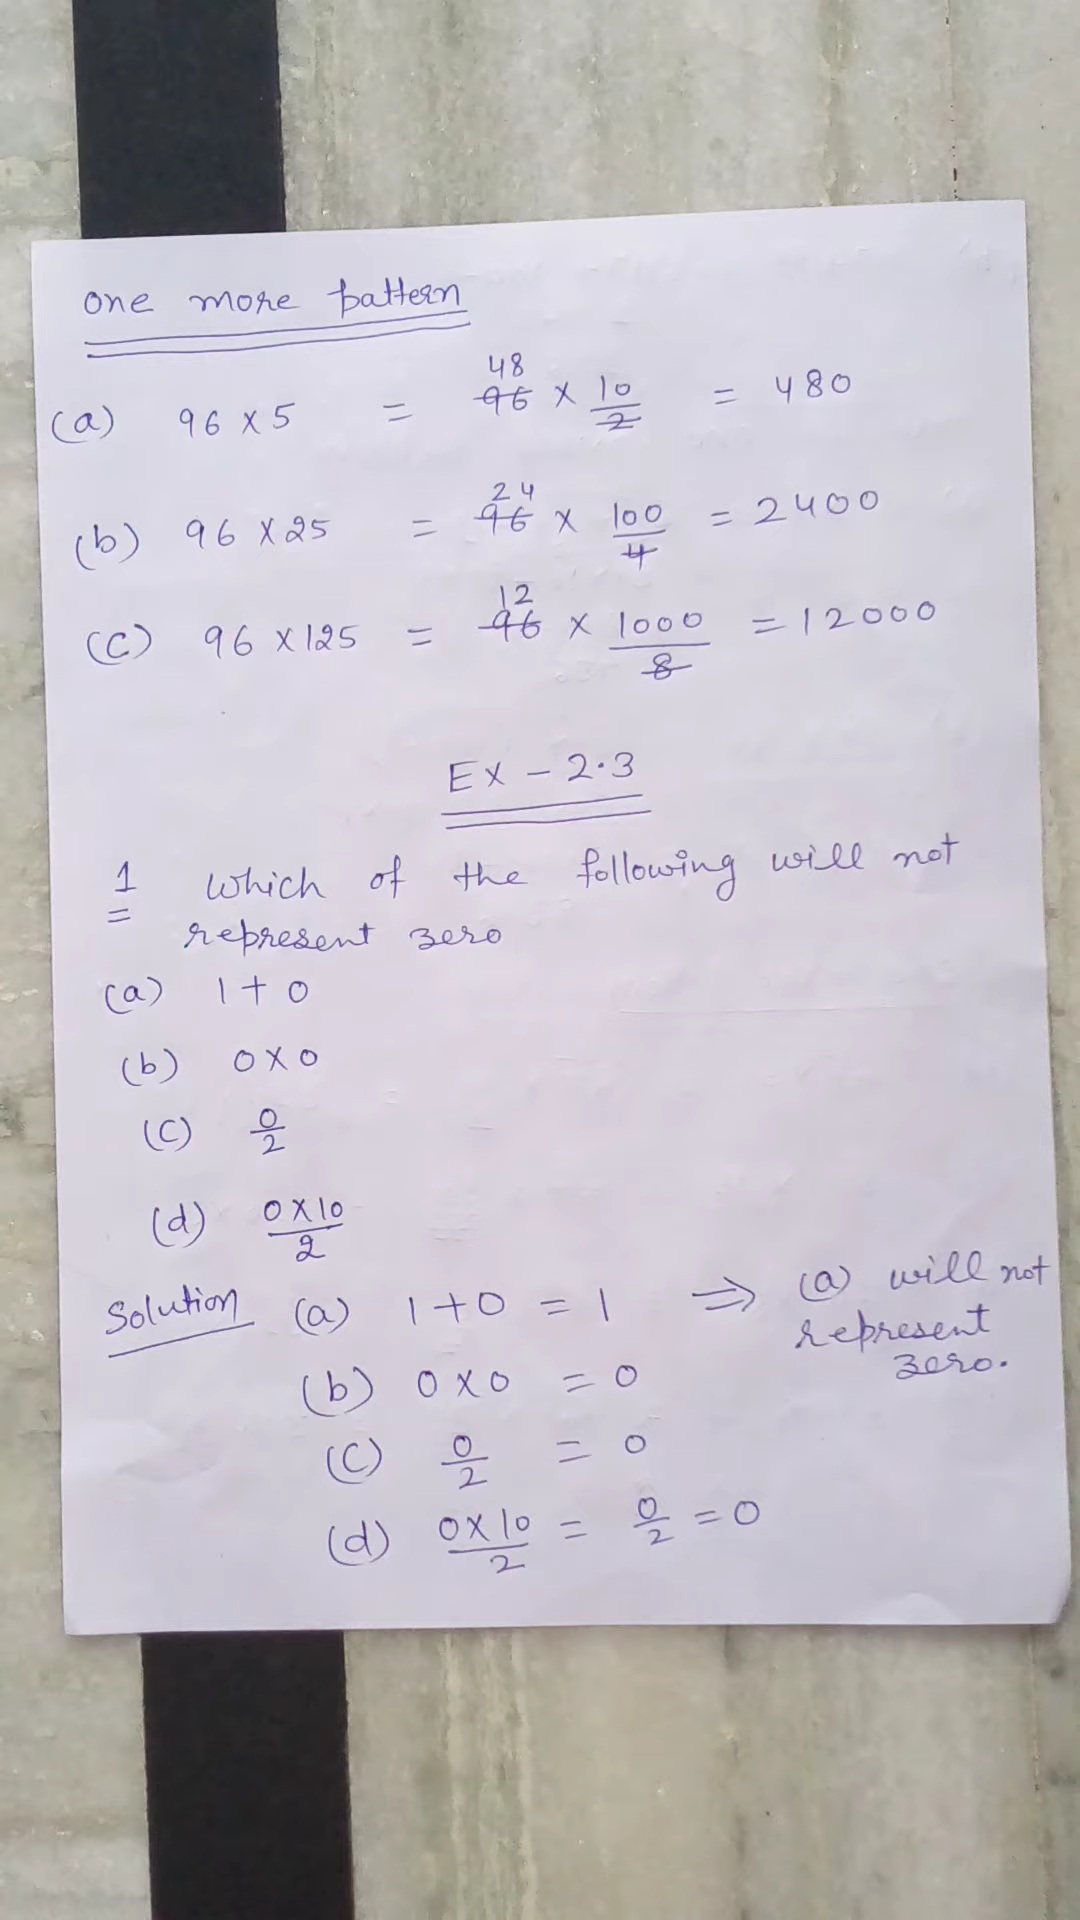 one more pattern
(a) 96 x 5 = 48 96 x 10/2 = 480
(b) 96 x 25 = 24 96 x 100/4 = 2400
(c) 96 x 125 = 12 96 x 1000/8 = 12000
Ex - 2.3
1 which of the following will not
represent zero
(a) 1 + 0
(b) 0 x 0
(c) 0/2
(d) 0 x 10/2
Solution (a) 1 + 0 = 1 ⇒ (a) will not
represent
zero.
(b) 0 x 0 = 0
(c) 0/2 = 0
(d) 0 x 10/2 = 0/2 = 0